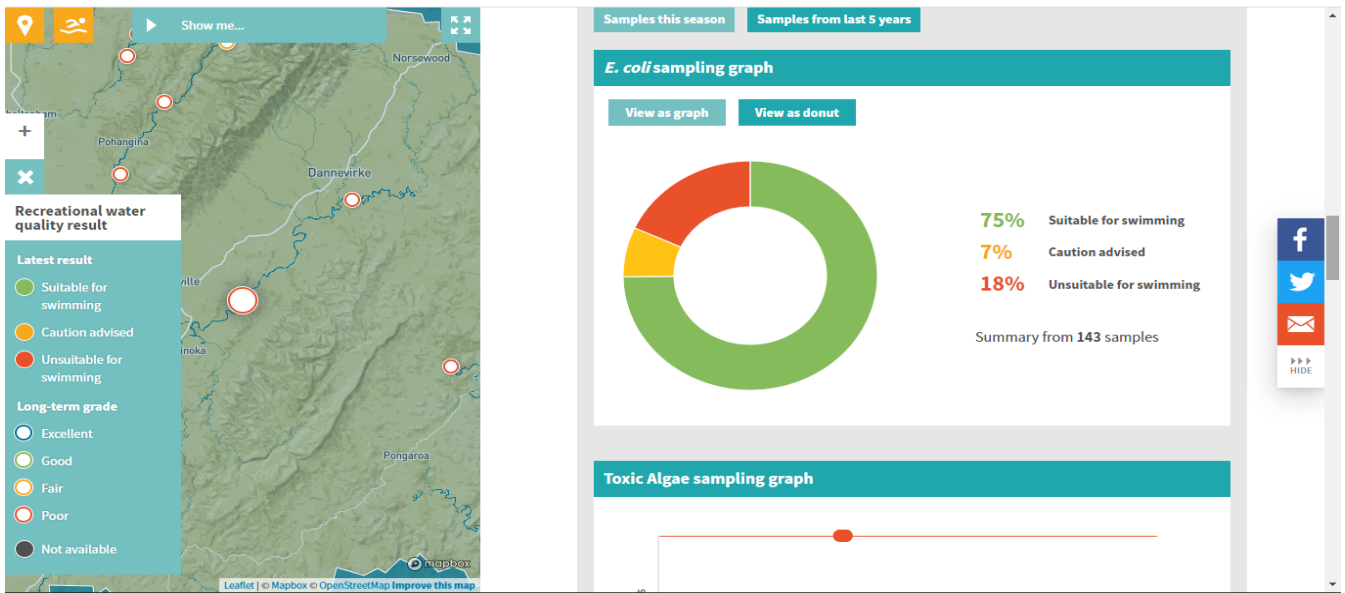 Show me...
Norsewood
Pohangina
Dannevirke
+
Recreational water
quality result
Latest result
Suitable for
swimming
Caution advised
Unsuitable for
swimming
Long-term grade
Excellent
Good
Fair
Poor
Not available
Pongaroa
mapbox
Leaflet | © Mapbox © OpenStreetMap Improve this map
Samples this season
Samples from last 5 years
E. coli sampling graph
View as graph
View as donut
75% Suitable for swimming
7% Caution advised
18% Unsuitable for swimming
Summary from 143 samples
Toxic Algae sampling graph
HIDE